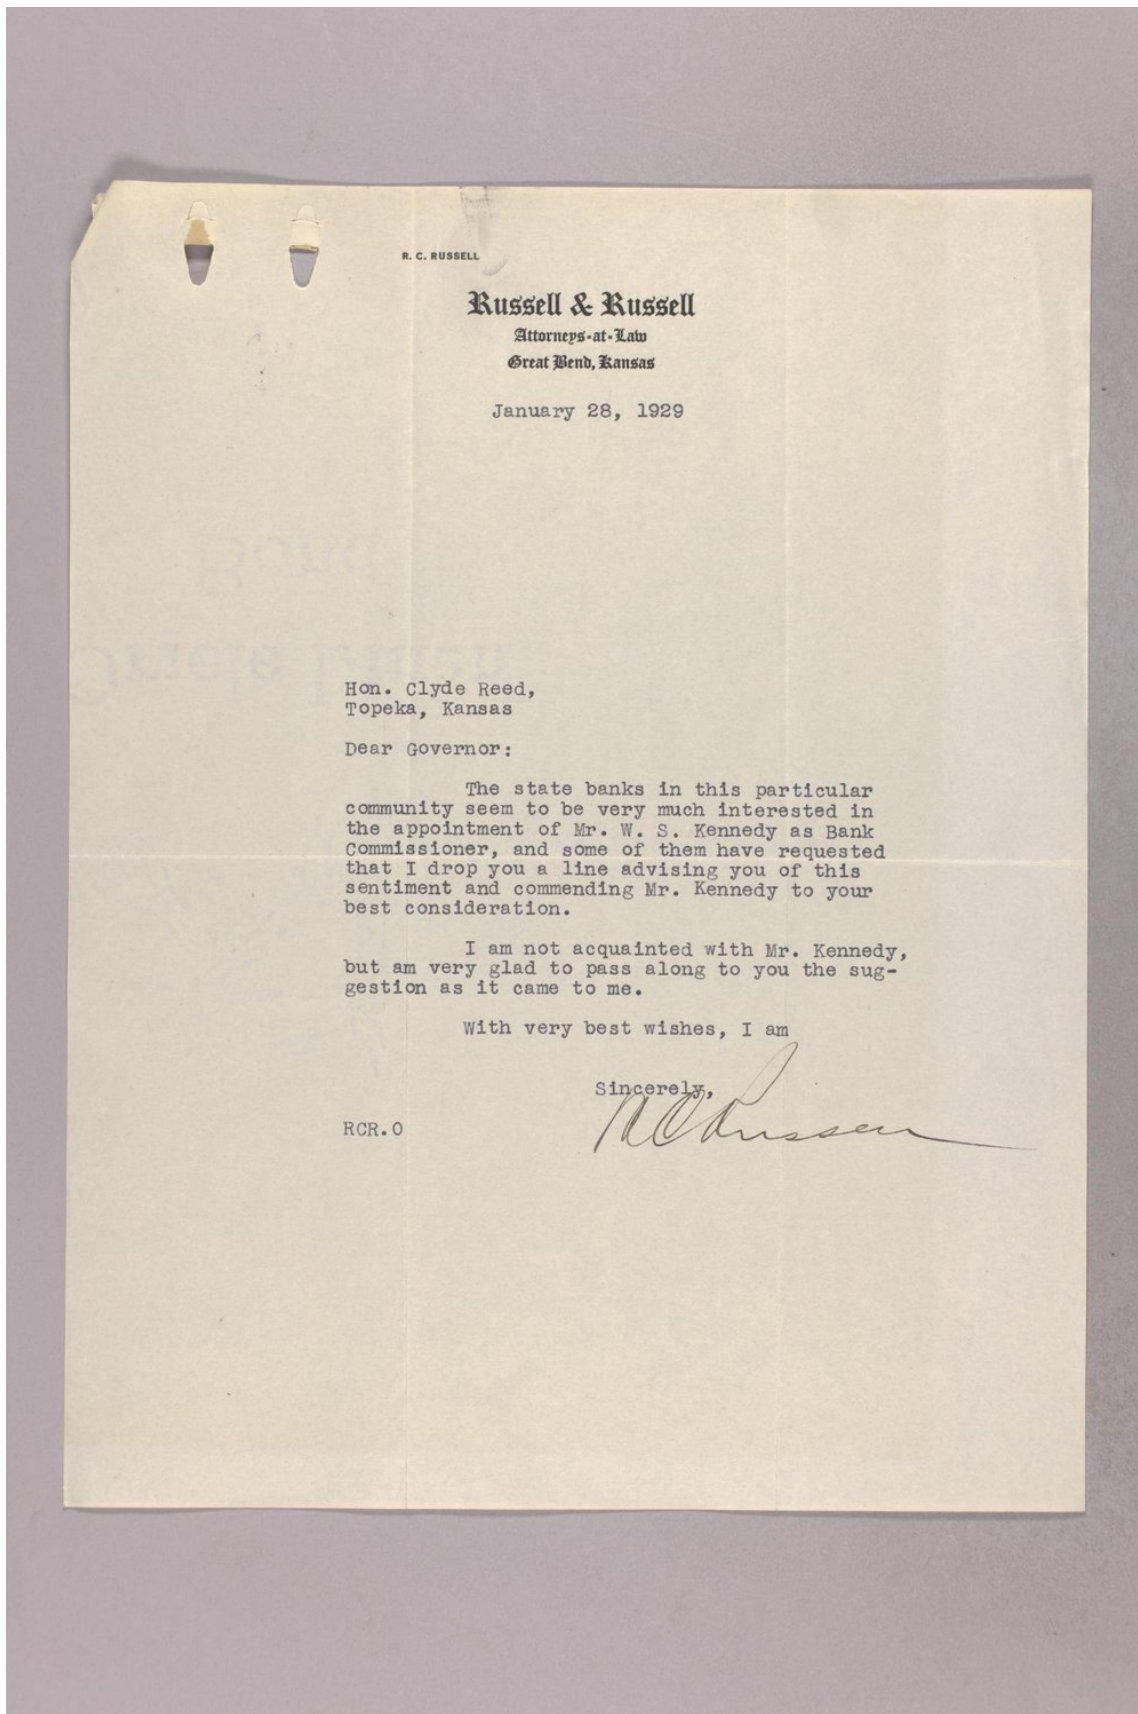 R. C. RUSSELL
Russell & Russell
Attorneys-at-Law
Great Bend, Kansas
January 28, 1929
Hon. Clyde Reed,
Topeka, Kansas
Dear Governor:
The state banks in this particular
community seem to be very much interested in
the appointment of Mr. W. S. Kennedy as Bank
Commissioner, and some of them have requested
that I drop you a line advising you of this
sentiment and commending Mr. Kennedy to your
best consideration.
I am not acquainted with Mr. Kennedy,
but am very glad to pass along to you the sug-
gestion as it came to me.
With very best wishes, I am
Sincerely,
R C Russell
RCR.O